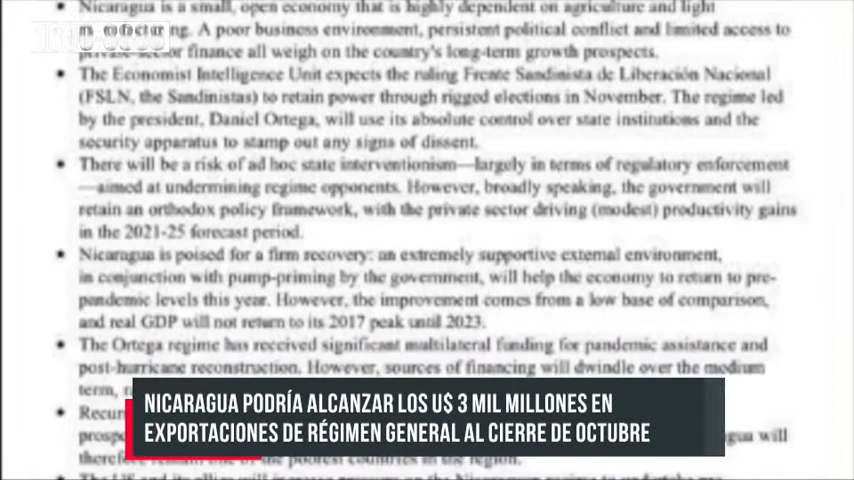 Nicaragua is a small, open economy that is highly dependent on agriculture and light
manufacturing. A poor business environment, persistent political conflict and limited access to
private-sector finance all weigh on the country's long-term growth prospects.
The Economist Intelligence Unit expects the ruling Frente Sandinista de Liberación Nacional
(FSLN, the Sandinistas) to retain power through rigged elections in November. The regime led
by the president, Daniel Ortega, will use its absolute control over state institutions and the
security apparatus to stamp out any signs of dissent.
There will be a risk of ad hoc state interventionism—largely in terms of regulatory enforcement
—aimed at undermining regime opponents. However, broadly speaking, the government will
retain an orthodox policy framework, with the private sector driving (modest) productivity gains
in the 2021-25 forecast period.
Nicaragua is poised for a firm recovery: an extremely supportive external environment,
in conjunction with pump-priming by the government, will help the economy to return to pre-
pandemic levels this year. However, the improvement comes from a low base of comparison,
and real GDP will not return to its 2017 peak until 2023.
The Ortega regime has received significant multilateral funding for pandemic assistance and
post-hurricane reconstruction. However, sources of financing will dwindle over the medium
term,
NICARAGUA PODRÍA ALCANZAR LOS U$ 3 MIL MILLONES EN
EXPORTACIONES DE RÉGIMEN GENERAL AL CIERRE DE OCTUBRE
will
poorest countries in the region.